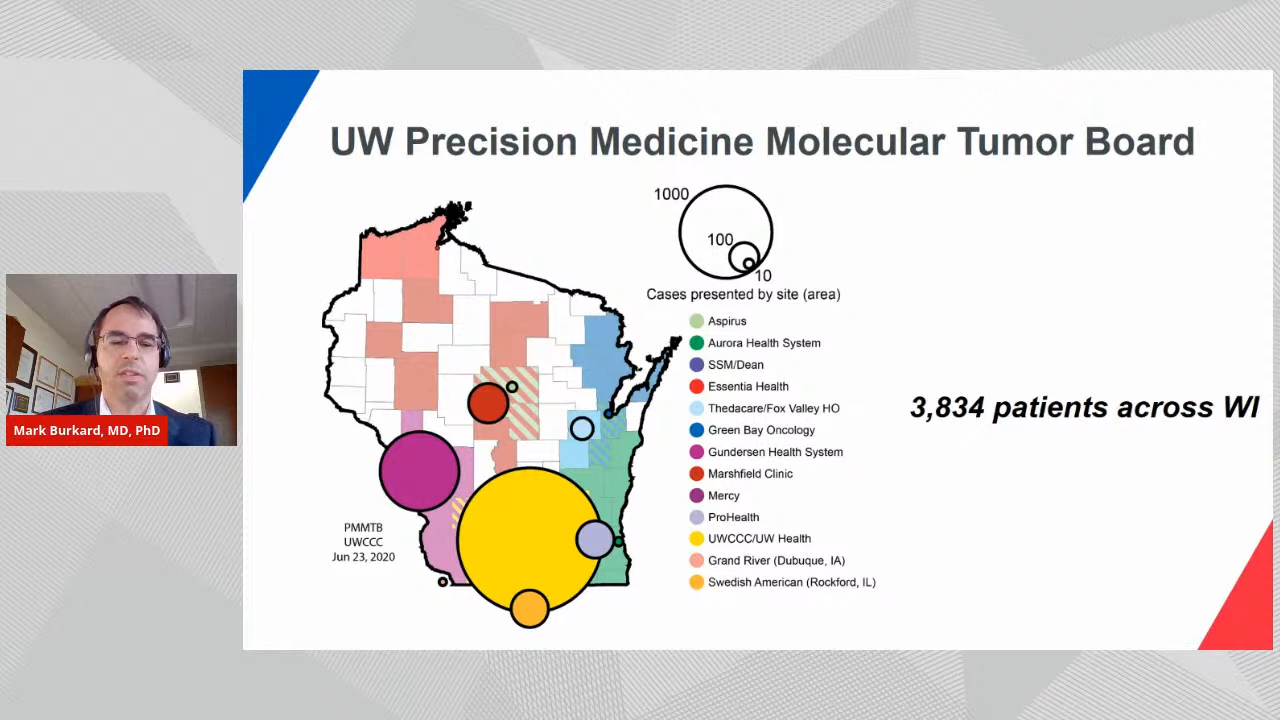 UW Precision Medicine Molecular Tumor Board
1000
100
10
Cases presented by site (area)
Aspirus
Aurora Health System
SSM/Dean
Essentia Health
Thedacare/Fox Valley HO
Green Bay Oncology
Gundersen Health System
Marshfield Clinic
Mercy
ProHealth
UWCCC/UW Health
Grand River (Dubuque, IA)
Swedish American (Rockford, IL)
3,834 patients across WI
PMMTB
UWCCC
Jun 23, 2020
Mark Burkard, MD, PhD